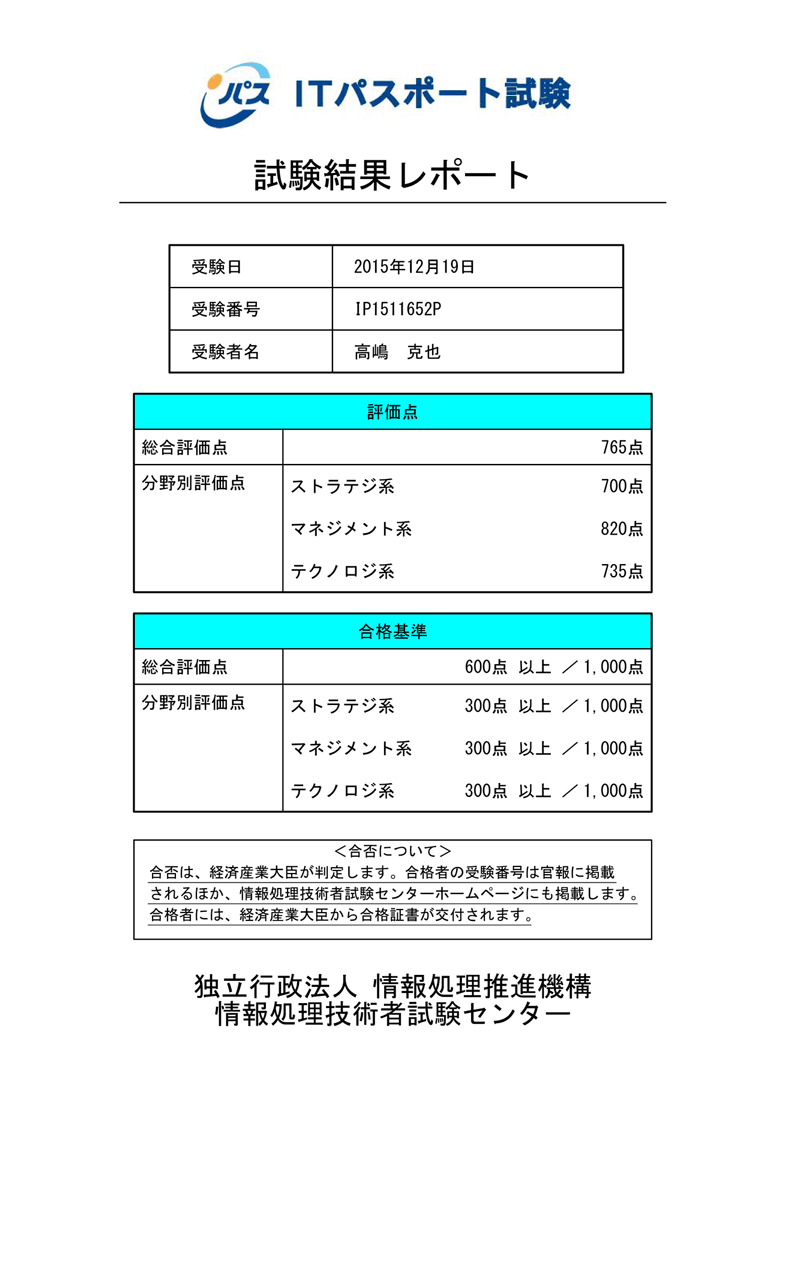 iパス ITパスポート試験
試験結果レポート
受験日 2015年12月19日
受験番号 IP1511652P
受験者名 高嶋　克也
評価点
総合評価点 765点
分野別評価点 ストラテジ系 700点
マネジメント系 820点
テクノロジ系 735点
合格基準
総合評価点 600点 以上 ／1,000点
分野別評価点 ストラテジ系 300点 以上 ／1,000点
マネジメント系 300点 以上 ／1,000点
テクノロジ系 300点 以上 ／1,000点
＜合否について＞
合否は、経済産業大臣が判定します。合格者の受験番号は官報に掲載
されるほか、情報処理技術者試験センターホームページにも掲載します。
合格者には、経済産業大臣から合格証書が交付されます。
独立行政法人 情報処理推進機構
情報処理技術者試験センター